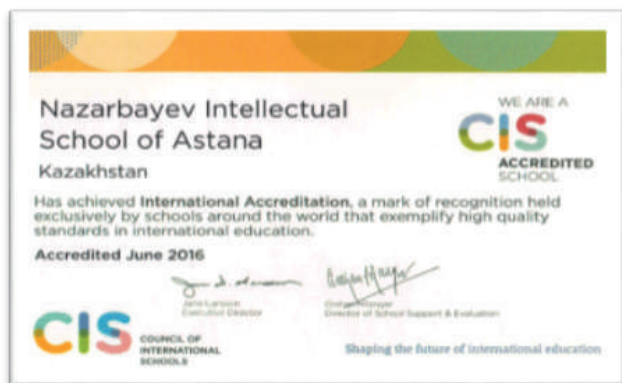 Nazarbayev Intellectual
School of Astana
Kazakhstan
WE ARE A
CIS
ACCREDITED
SCHOOL
Has achieved International Accreditation, a mark of recognition held
exclusively by schools around the world that exemplify high quality
standards in international education.
Accredited June 2016
Jane Larsson
Executive Director
Director of School Support & Evaluation
CIS
COUNCIL OF
INTERNATIONAL
SCHOOLS
Shaping the future of international education